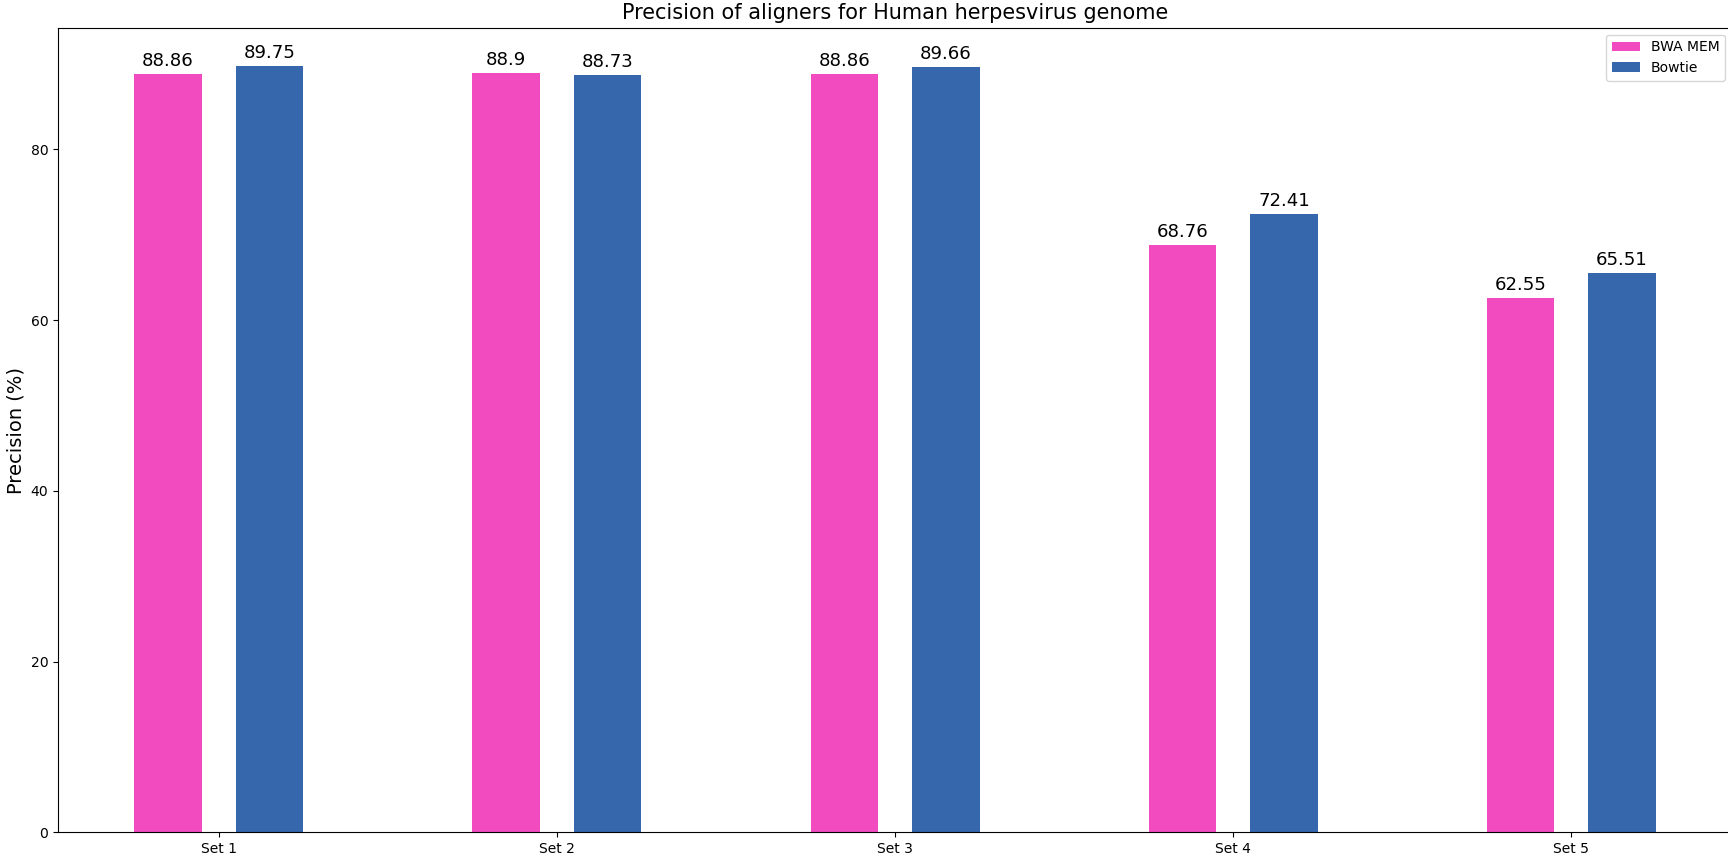 Precision of aligners for Human herpesvirus genome
BWA MEM
Bowtie
88.86
89.75
88.9
88.73
88.86
89.66
68.76
72.41
62.55
65.51
Precision (%)
80
60
40
20
0
Set 1
Set 2
Set 3
Set 4
Set 5